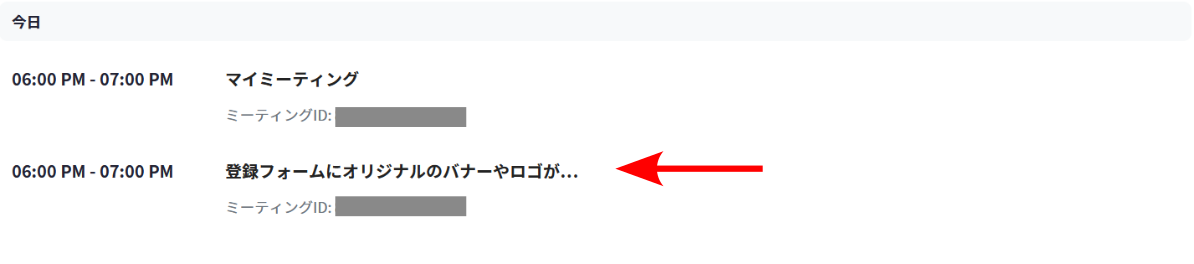 今日
06:00 PM - 07:00 PM マイミーティング
ミーティングID:
06:00 PM - 07:00 PM 登録フォームにオリジナルのバナーやロゴが...
ミーティングID: